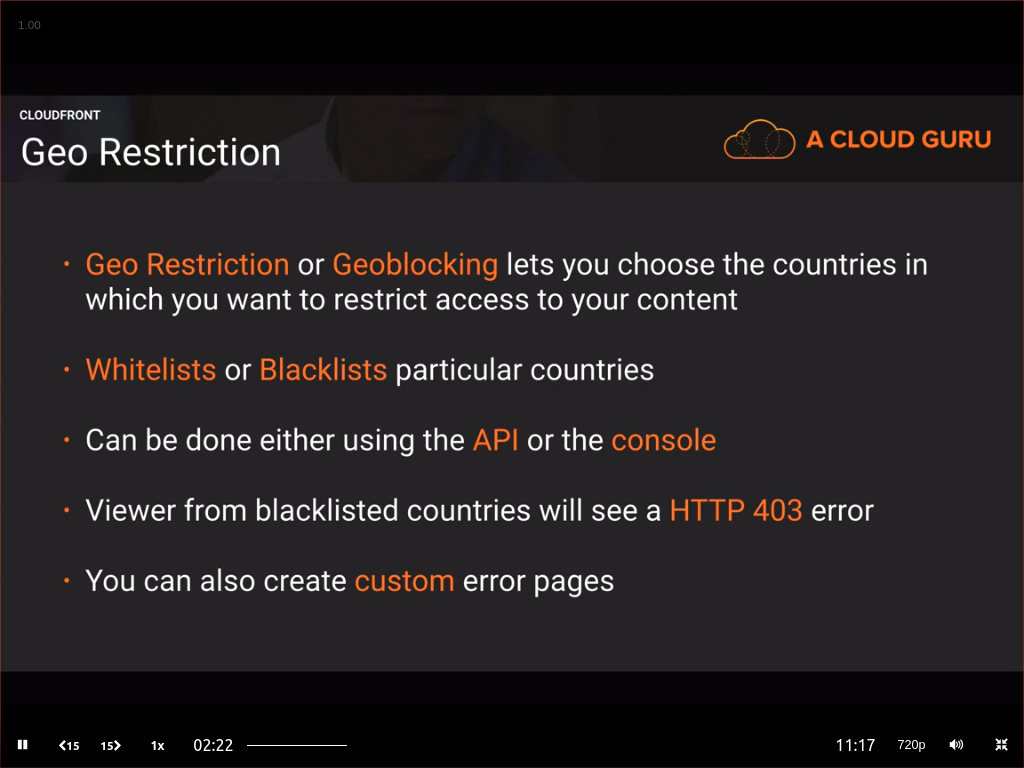 1.00
CLOUDFRONT
Geo Restriction
A CLOUD GURU
• Geo Restriction or Geoblocking lets you choose the countries in
which you want to restrict access to your content
• Whitelists or Blacklists particular countries
• Can be done either using the API or the console
• Viewer from blacklisted countries will see a HTTP 403 error
• You can also create custom error pages
15 15 1x 02:22 11:17 720p